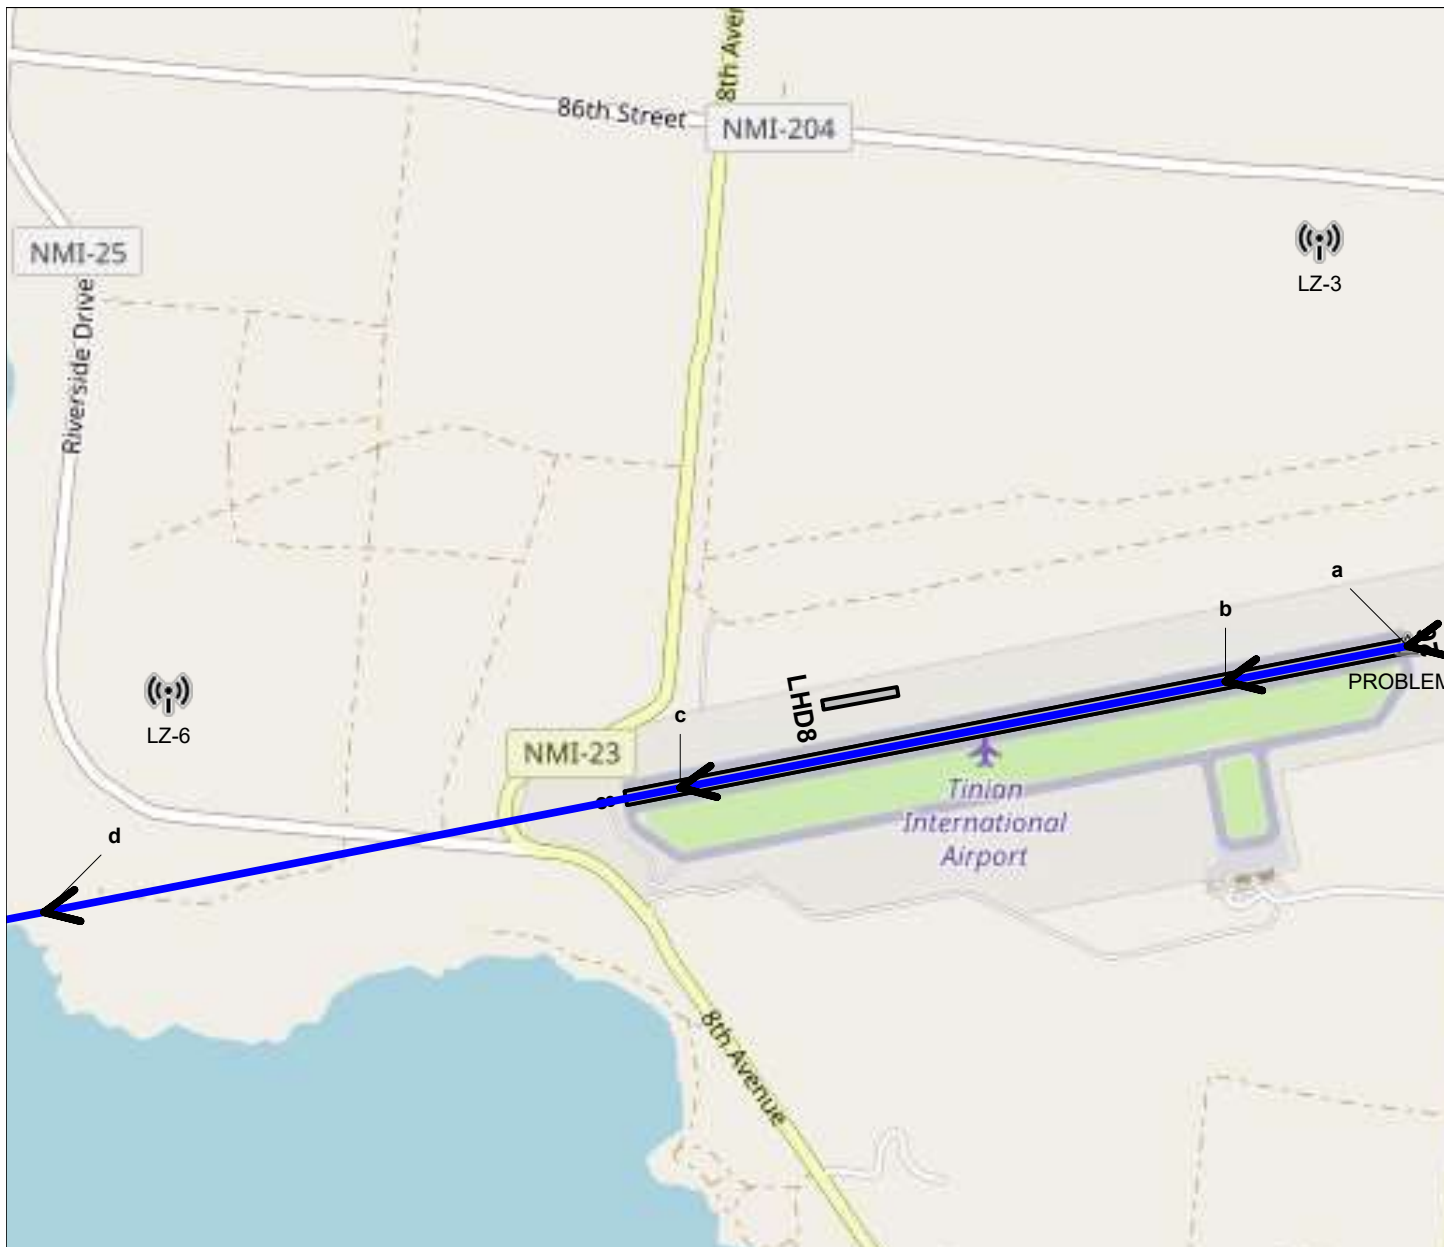 8th Aven
86th Street
NMI-204
NMI-25
LZ-3
Riverside Drive
a
b
PROBLEM
LHD8
LZ-6
c
NMI-23
Tinian
International
Airport
d
8th Avenue